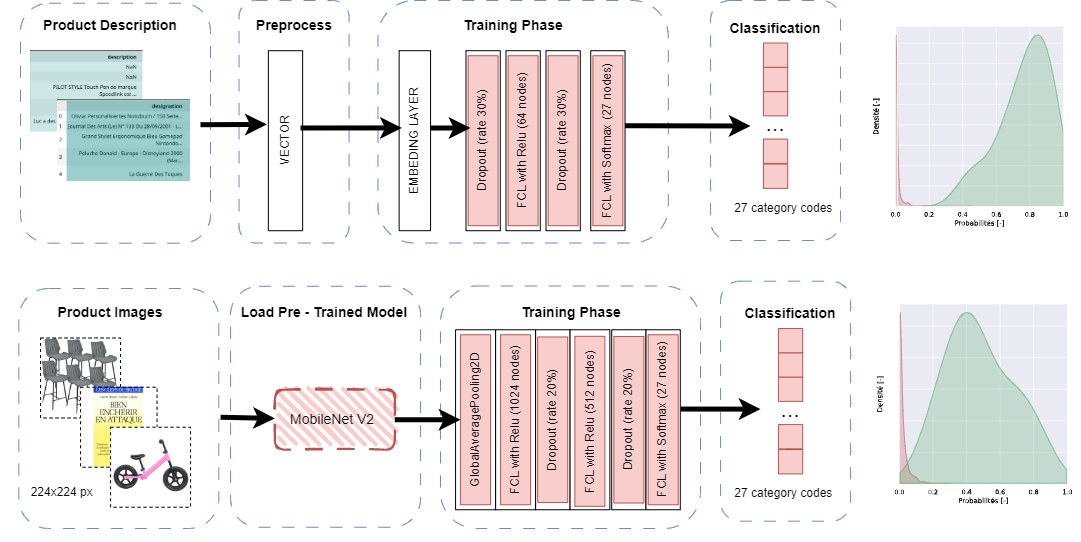 Product Description
Preprocess
Training Phase
Classification
description
NaN
NaN
PILOT STYLE Touch Pen de marque
Speedlink est ...
Luc a des
designation
0 Olivia: Personalisiertes Notizbuch / 150 Seite...
1 Journal Des Arts (Le) N° 133 Du 28/09/2001 - L...
2 Grand Stylet Ergonomique Bleu Gamepad
Nintendo...
3 Peluche Donald - Europe - Disneyland 2000
(Mar...
4 La Guerre Des Tuques
VECTOR
EMBEDING LAYER
Dropout (rate 30%)
FCL with Relu (64 nodes)
Dropout (rate 30%)
FCL with Softmax (27 nodes)
...
27 category codes
Densité [-]
0.0 0.2 0.4 0.6 0.8 1.0
Probabilités [-]
Product Images
Load Pre - Trained Model
Training Phase
Classification
BIEN
ENCHÉRIR
EN ATTAQUE
224x224 px
MobileNet V2
GlobalAveragePooling2D
FCL with Relu (1024 nodes)
Dropout (rate 20%)
FCL with Relu (512 nodes)
Dropout (rate 20%)
FCL with Softmax (27 nodes)
...
27 category codes
Densité [-]
0.0 0.2 0.4 0.6 0.8 1.0
Probabilités [-]